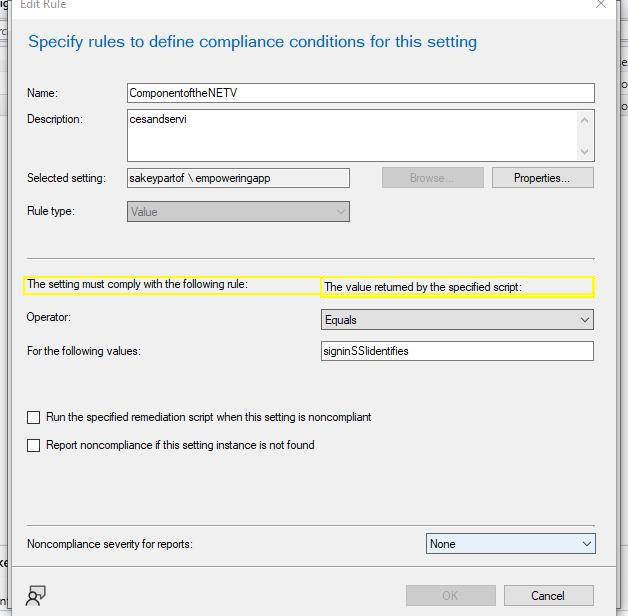 Edit Rule
Specify rules to define compliance conditions for this setting
Name: ComponentoftheNETV
Description: cesandservi
Selected setting: sakeypartof \ empoweringapp Browse... Properties...
Rule type: Value
The setting must comply with the following rule: The value returned by the specified script:
Operator: Equals
For the following values: signinSSIidentifies
Run the specified remediation script when this setting is noncompliant
Report noncompliance if this setting instance is not found
Noncompliance severity for reports: None
OK Cancel